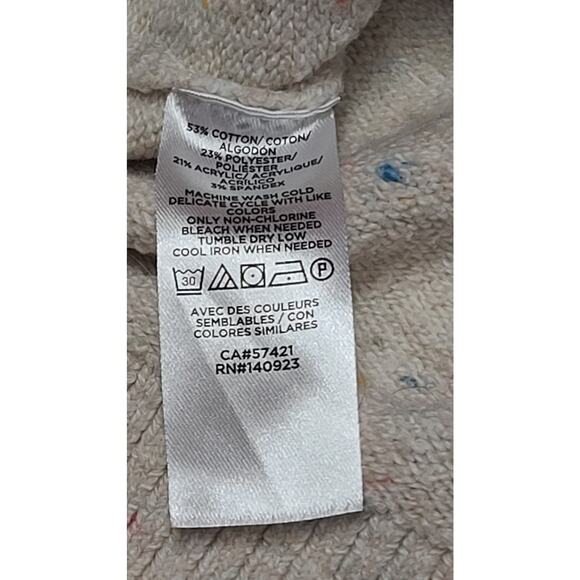 53% COTTON/ COTON/
ALGODÓN
23% POLYESTER/
POLIÉSTER
21% ACRYLIC/ ACRYLIQUE/
ACRÍLICO
3% SPANDEX
MACHINE WASH COLD
DELICATE CYCLE WITH LIKE
COLORS
ONLY NON-CHLORINE
BLEACH WHEN NEEDED
TUMBLE DRY LOW
COOL IRON WHEN NEEDED
30 P
AVEC DES COULEURS
SEMBLABLES / CON
COLORES SIMILARES
CA#57421
RN#140923